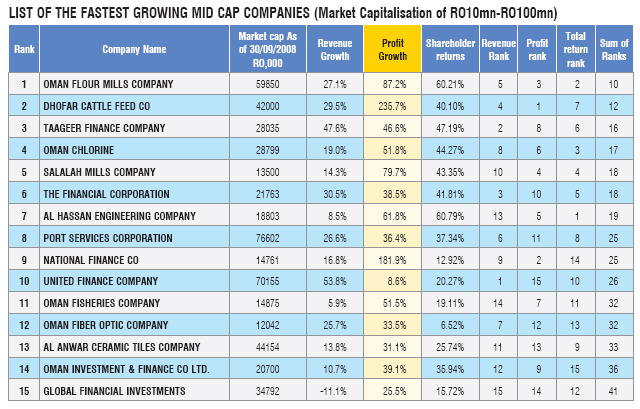 LIST OF THE FASTEST GROWING MID CAP COMPANIES (Market Capitalisation of RO10mn-RO100mn)
Rank Company Name Market cap As of 30/09/2008 RO,000 Revenue Growth Profit Growth Shareholder returns Revenue Rank Profit rank Total return rank Sum of Ranks
1 OMAN FLOUR MILLS COMPANY 59850 27.1% 87.2% 60.21% 5 3 2 10
2 DHOFAR CATTLE FEED CO 42000 29.5% 235.7% 40.10% 4 1 7 12
3 TAAGEER FINANCE COMPANY 28035 47.6% 46.6% 47.19% 2 8 6 16
4 OMAN CHLORINE 28799 19.0% 51.8% 44.27% 8 6 3 17
5 SALALAH MILLS COMPANY 13500 14.3% 79.7% 43.35% 10 4 4 18
6 THE FINANCIAL CORPORATION 21763 30.5% 38.5% 41.81% 3 10 5 18
7 AL HASSAN ENGINEERING COMPANY 18803 8.5% 61.8% 60.79% 13 5 1 19
8 PORT SERVICES CORPORATION 76602 26.6% 36.4% 37.34% 6 11 8 25
9 NATIONAL FINANCE CO 14761 16.8% 181.9% 12.92% 9 2 14 25
10 UNITED FINANCE COMPANY 70155 53.8% 8.6% 20.27% 1 15 10 26
11 OMAN FISHERIES COMPANY 14875 5.9% 51.5% 19.11% 14 7 11 32
12 OMAN FIBER OPTIC COMPANY 12042 25.7% 33.5% 6.52% 7 12 13 32
13 AL ANWAR CERAMIC TILES COMPANY 44154 13.8% 31.1% 25.74% 11 13 9 33
14 OMAN INVESTMENT & FINANCE CO LTD. 20700 10.7% 39.1% 35.94% 12 9 15 36
15 GLOBAL FINANCIAL INVESTMENTS 34792 -11.1% 25.5% 15.72% 15 14 12 41